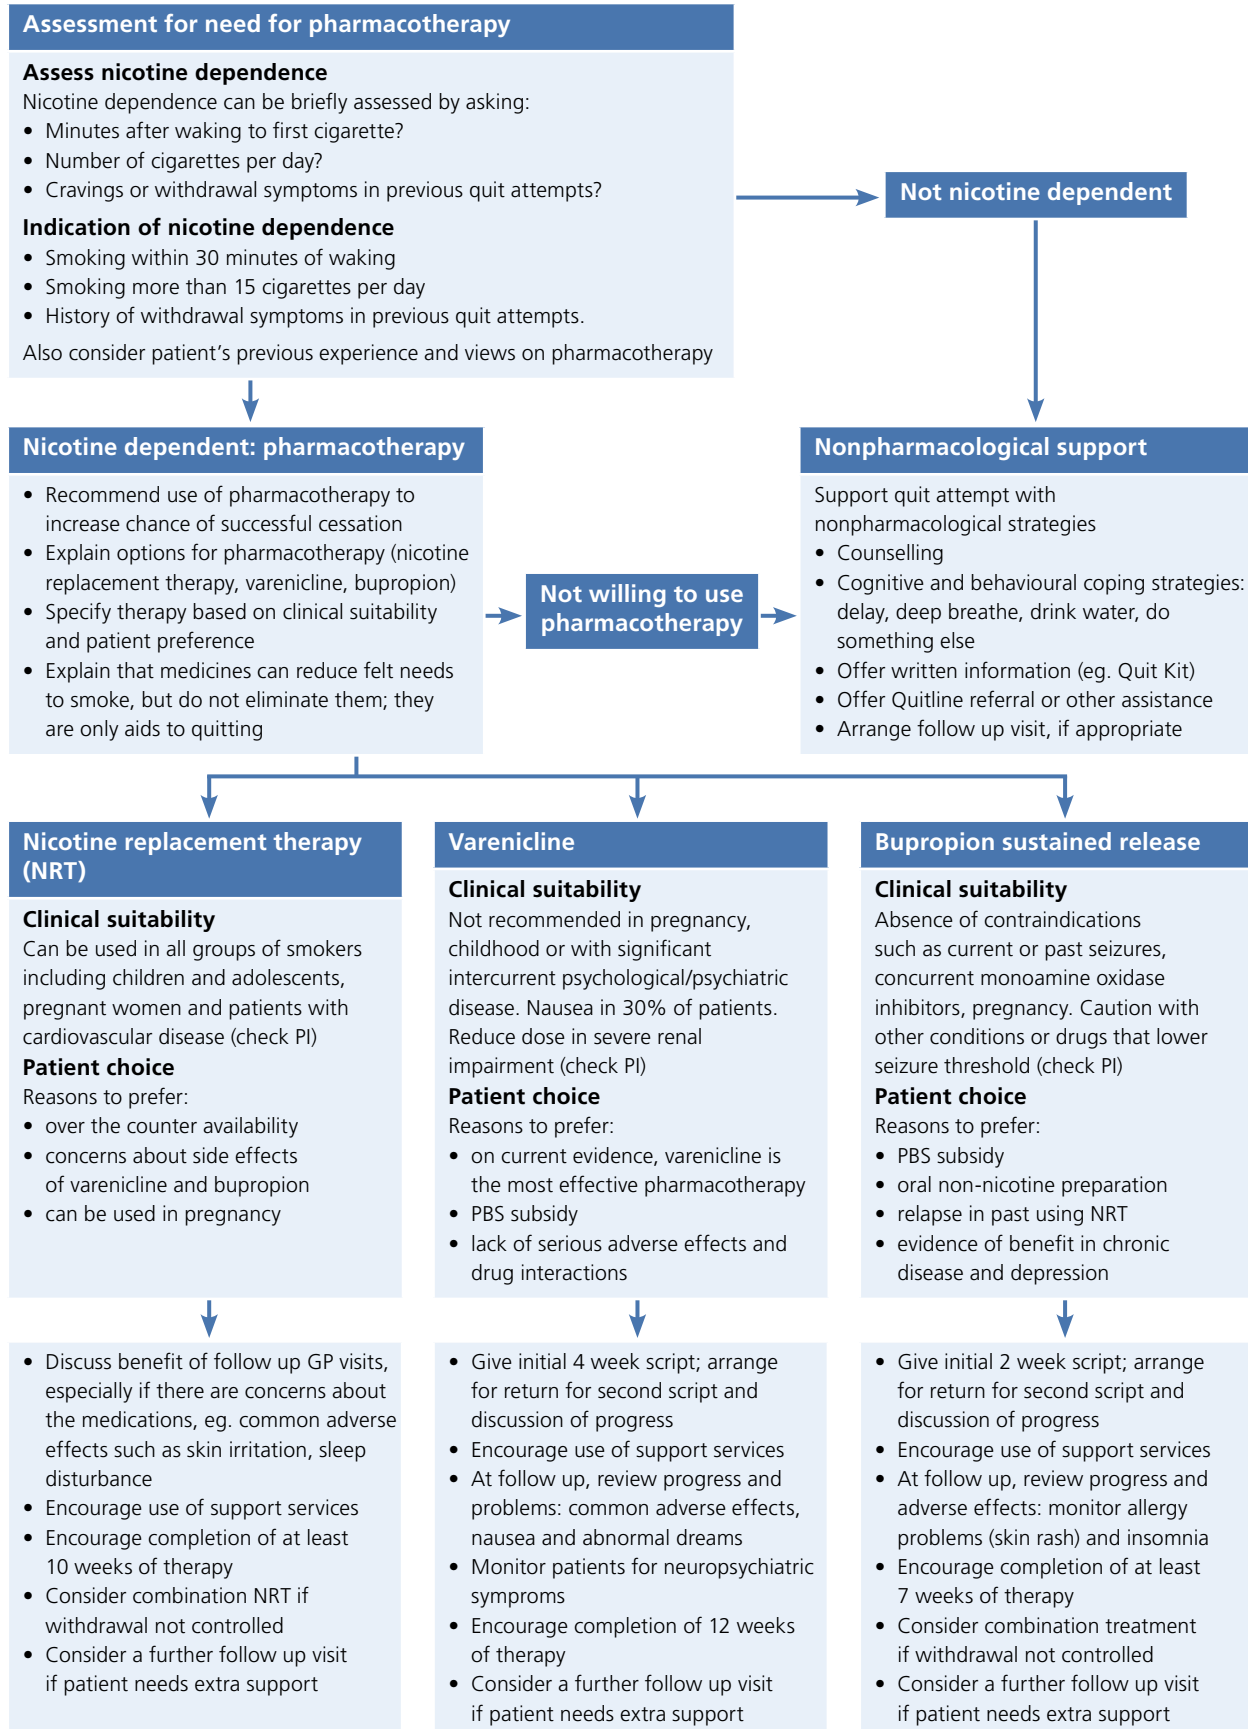 Assessment for need for pharmacotherapy
Assess nicotine dependence
Nicotine dependence can be briefly assessed by asking:
• Minutes after waking to first cigarette?
• Number of cigarettes per day?
• Cravings or withdrawal symptoms in previous quit attempts?
Indication of nicotine dependence
• Smoking within 30 minutes of waking
• Smoking more than 15 cigarettes per day
• History of withdrawal symptoms in previous quit attempts.
Also consider patient's previous experience and views on pharmacotherapy
Not nicotine dependent
Nicotine dependent: pharmacotherapy
• Recommend use of pharmacotherapy to
increase chance of successful cessation
• Explain options for pharmacotherapy (nicotine
replacement therapy, varenicline, bupropion)
• Specify therapy based on clinical suitability
and patient preference
• Explain that medicines can reduce felt needs
to smoke, but do not eliminate them; they
are only aids to quitting
Not willing to use
pharmacotherapy
Nonpharmacological support
Support quit attempt with
nonpharmacological strategies
• Counselling
• Cognitive and behavioural coping strategies:
delay, deep breathe, drink water, do
something else
• Offer written information (eg. Quit Kit)
• Offer Quitline referral or other assistance
• Arrange follow up visit, if appropriate
Nicotine replacement therapy
(NRT)
Clinical suitability
Can be used in all groups of smokers
including children and adolescents,
pregnant women and patients with
cardiovascular disease (check PI)
Patient choice
Reasons to prefer:
• over the counter availability
• concerns about side effects
of varenicline and bupropion
• can be used in pregnancy
• Discuss benefit of follow up GP visits,
especially if there are concerns about
the medications, eg. common adverse
effects such as skin irritation, sleep
disturbance
• Encourage use of support services
• Encourage completion of at least
10 weeks of therapy
• Consider combination NRT if
withdrawal not controlled
• Consider a further follow up visit
if patient needs extra support
Varenicline
Clinical suitability
Not recommended in pregnancy,
childhood or with significant
intercurrent psychological/psychiatric
disease. Nausea in 30% of patients.
Reduce dose in severe renal
impairment (check PI)
Patient choice
Reasons to prefer:
• on current evidence, varenicline is
the most effective pharmacotherapy
• PBS subsidy
• lack of serious adverse effects and
drug interactions
• Give initial 4 week script; arrange
for return for second script and
discussion of progress
• Encourage use of support services
• At follow up, review progress and
problems: common adverse effects,
nausea and abnormal dreams
• Monitor patients for neuropsychiatric
symproms
• Encourage completion of 12 weeks
of therapy
• Consider a further follow up visit
if patient needs extra support
Bupropion sustained release
Clinical suitability
Absence of contraindications
such as current or past seizures,
concurrent monoamine oxidase
inhibitors, pregnancy. Caution with
other conditions or drugs that lower
seizure threshold (check PI)
Patient choice
Reasons to prefer:
• PBS subsidy
• oral non-nicotine preparation
• relapse in past using NRT
• evidence of benefit in chronic
disease and depression
• Give initial 2 week script; arrange
for return for second script and
discussion of progress
• Encourage use of support services
• At follow up, review progress and
adverse effects: monitor allergy
problems (skin rash) and insomnia
• Encourage completion of at least
7 weeks of therapy
• Consider combination treatment
if withdrawal not controlled
• Consider a further follow up visit
if patient needs extra support